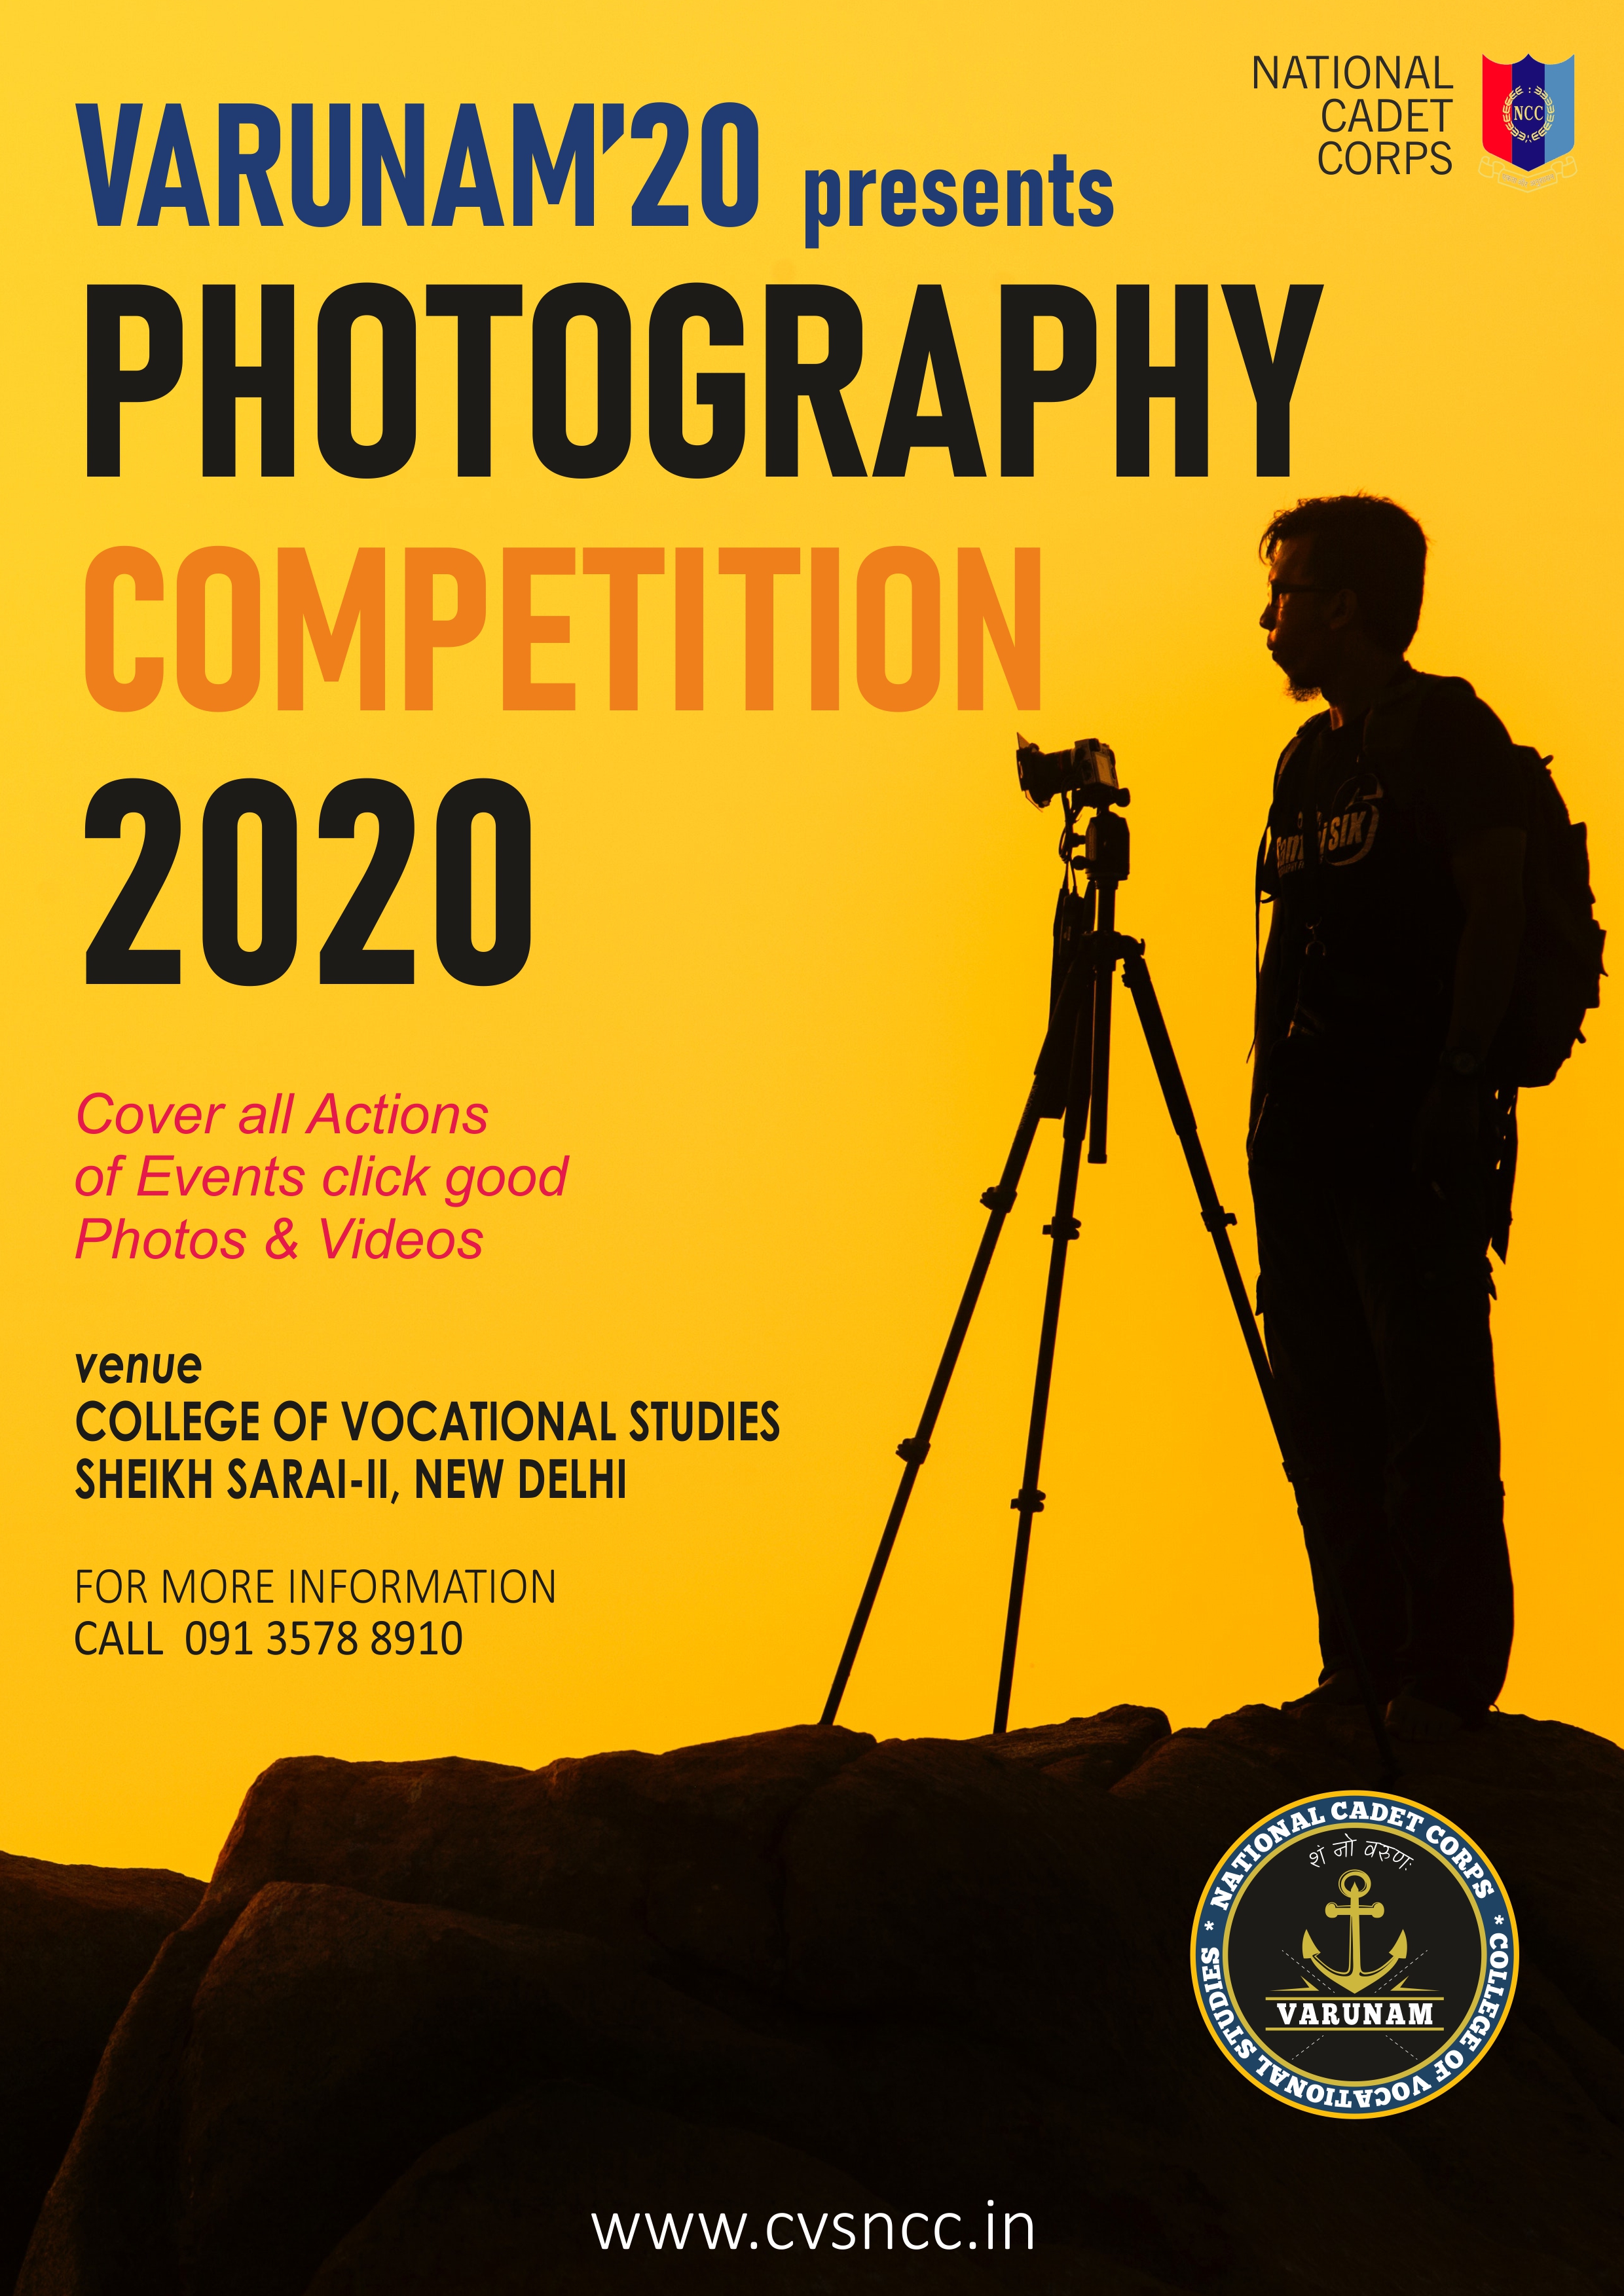 NATIONAL
CADET
CORPS
NCC
VARUNAM'20 presents
PHOTOGRAPHY
COMPETITION
2020
SIX
Cover all Actions
of Events click good
Photos & Videos
venue
COLLEGE OF VOCATIONAL STUDIES
SHEIKH SARAI-II, NEW DELHI
FOR MORE INFORMATION
CALL 091 3578 8910
* NATIONAL CADET CORPS * COLLEGE OF VOCATIONAL STUDIES
शं नो वरुणः
VARUNAM
www.cvsncc.in